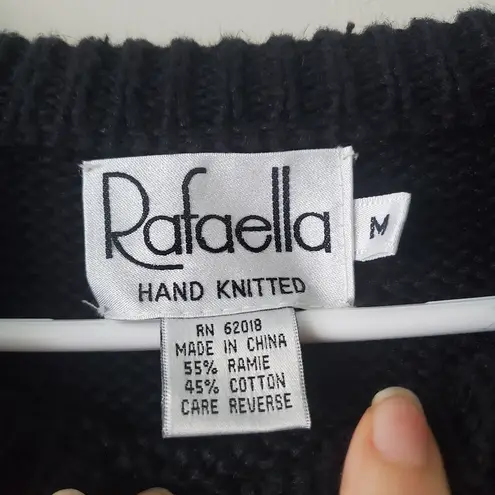 Rafaella
HAND KNITTED
M
RN 62018
MADE IN CHINA
55% RAMIE
45% COTTON
CARE REVERSE